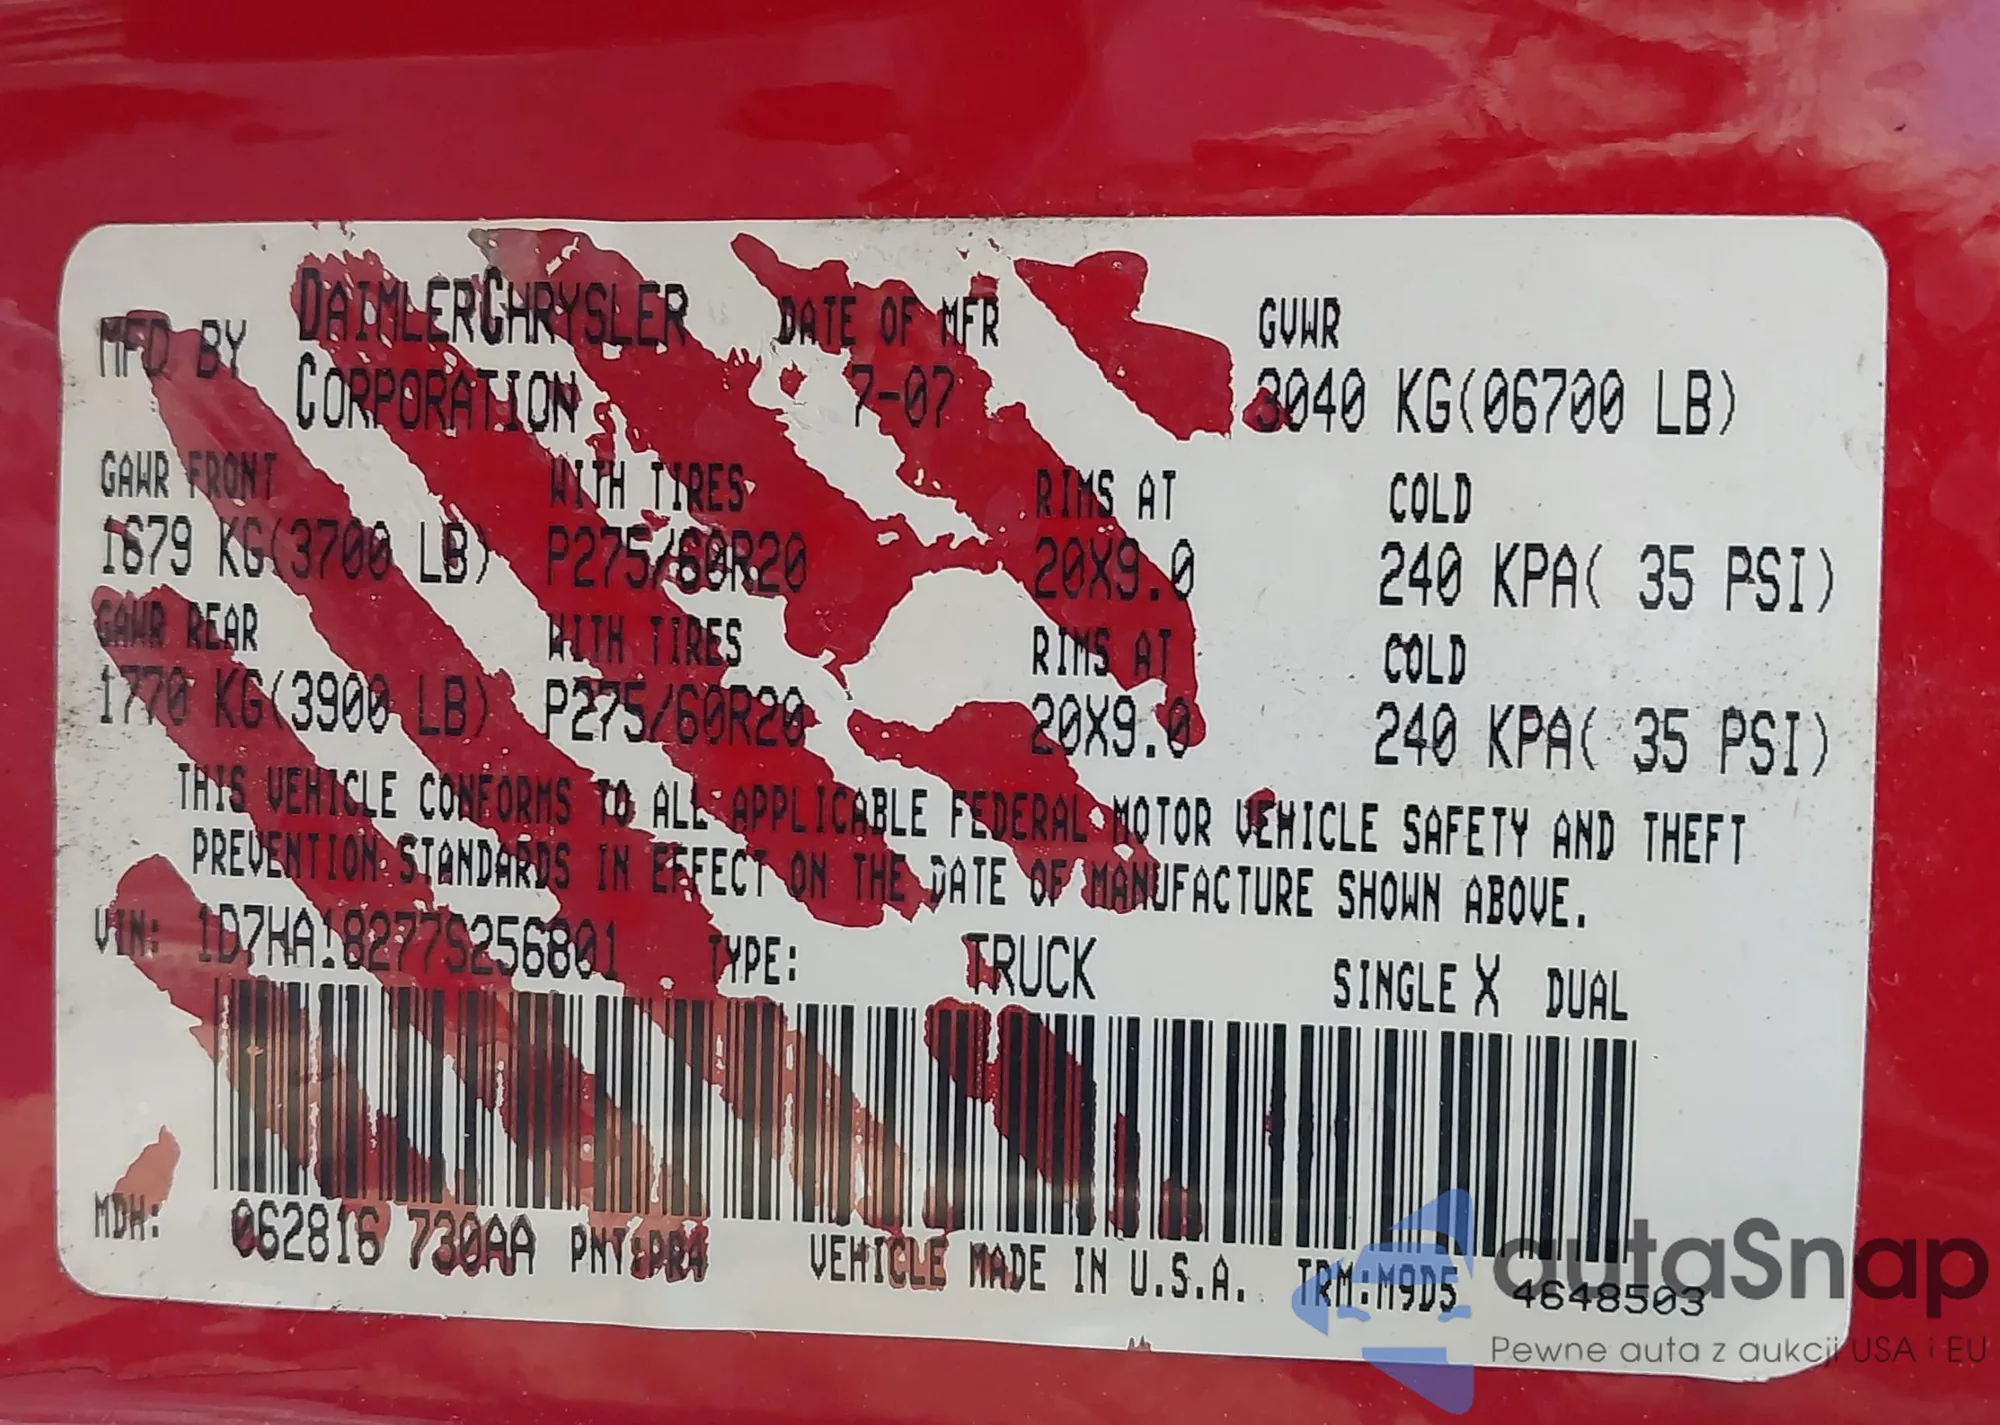 MFD BY DAIMLERCHRYSLER CORPORATION
DATE OF MFR 7-07
GVWR 3040 KG(06700 LB)
GAWR FRONT WITH TIRES RIMS AT COLD
1679 KG(3700 LB) P275/60R20 20X9.0 240 KPA( 35 PSI)
GAWR REAR WITH TIRES RIMS AT COLD
1770 KG(3900 LB) P275/60R20 20X9.0 240 KPA( 35 PSI)
THIS VEHICLE CONFORMS TO ALL APPLICABLE FEDERAL MOTOR VEHICLE SAFETY AND THEFT
PREVENTION STANDARDS IN EFFECT ON THE DATE OF MANUFACTURE SHOWN ABOVE.
VIN: 1D7HA18277S256801 TYPE: TRUCK SINGLE X DUAL
MDH: 062816 730AA PNT:PR4 VEHICLE MADE IN U.S.A. TRM:M9D5 4648503
autaSnap
Pewne auta z aukcji USA i EU